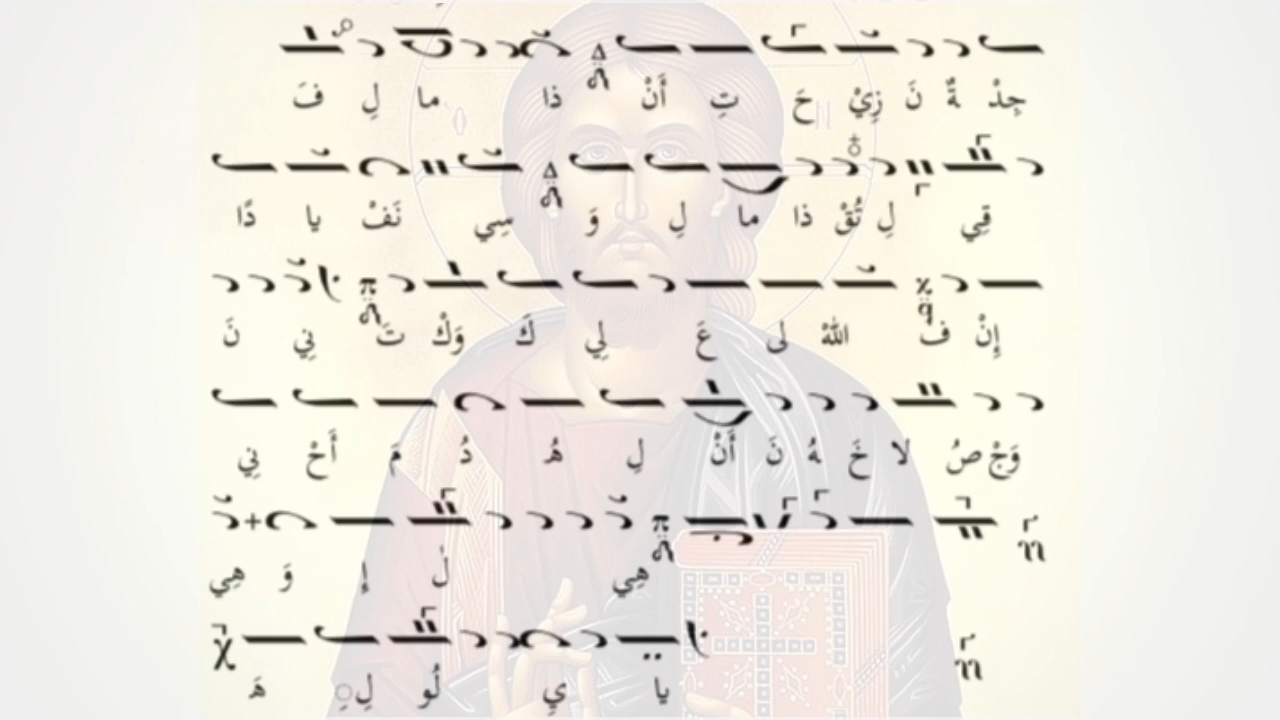 فَ لِ ما ذا أَنْ تِ حَ زِيْ نَ ةٌ جِدْ
دًا يا نَفْ سِي وَ لِ ما ذا تُقْ لِ قِي
نَ نِي تَ وَكْ كَ لِي عَ لى اللهْ ف إِنْ
نِي أَحْ مَ دُ هُ لِ أَنْ نَ هُ خَ لا صُ وَجْ
هِي وَ إِ لٰ هِي
هَ لِ لُو يِ يا